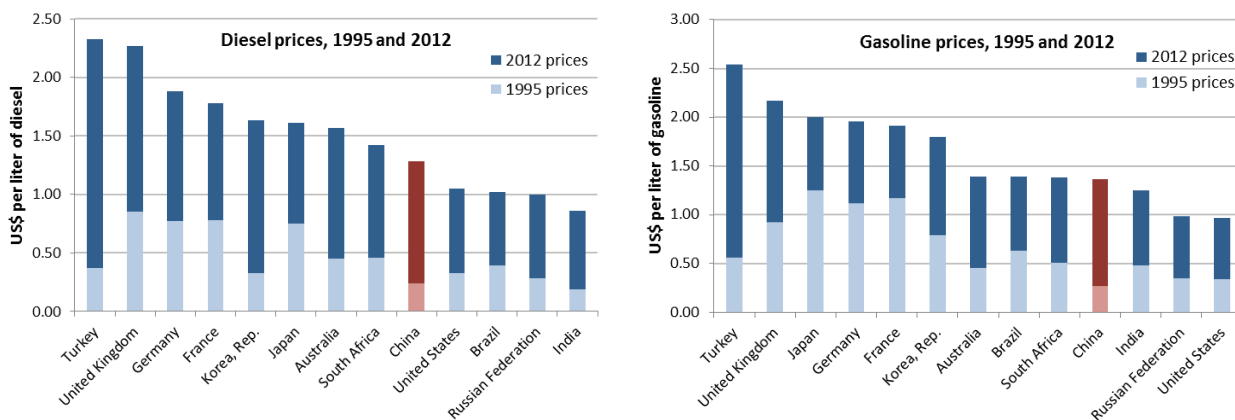 Diesel prices, 1995 and 2012
2012 prices
1995 prices
US$ per liter of diesel
2.50
2.00
1.50
1.00
0.50
0.00
Turkey
United Kingdom
Germany
France
Korea, Rep.
Japan
Australia
South Africa
China
United States
Brazil
Russian Federation
India
Gasoline prices, 1995 and 2012
2012 prices
1995 prices
US$ per liter of gasoline
3.00
2.50
2.00
1.50
1.00
0.50
0.00
Turkey
United Kingdom
Japan
Germany
France
Korea, Rep.
Australia
Brazil
South Africa
China
India
Russian Federation
United States